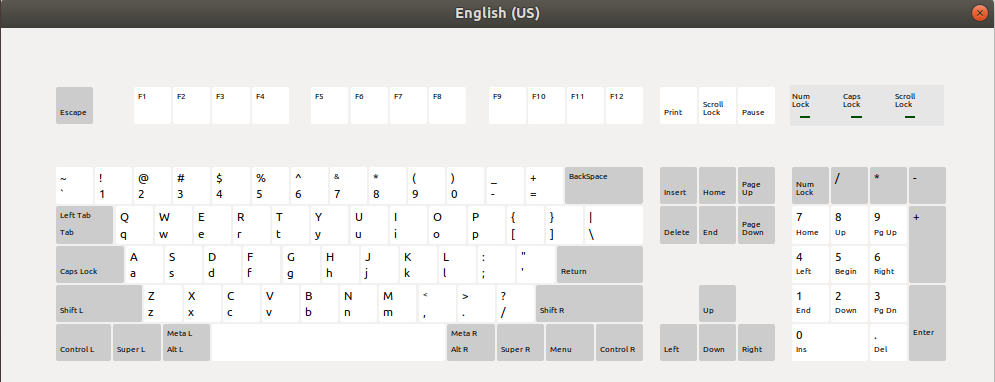 English (US)
Escape F1 F2 F3 F4 F5 F6 F7 F8 F9 F10 F11 F12 Print Scroll Lock Pause Num Lock Caps Lock Scroll Lock
~ ! @ # $ % ^ & * ( ) _ + BackSpace Insert Home Page Up Num Lock / * -
` 1 2 3 4 5 6 7 8 9 0 - =
Left Tab Q W E R T Y U I O P { } | Delete End Page Down 7 8 9 +
Tab q w e r t y u i o p [ ] \ Home Up Pg Up
A S D F G H J K L : " 4 5 6
Caps Lock a s d f g h j k l ; ' Return Left Begin Right
Z X C V B N M < > ? 1 2 3
Shift L z x c v b n m , . / Shift R Up End Down Pg Dn
Meta L Meta R 0 . Enter
Control L Super L Alt L Alt R Super R Menu Control R Left Down Right Ins Del